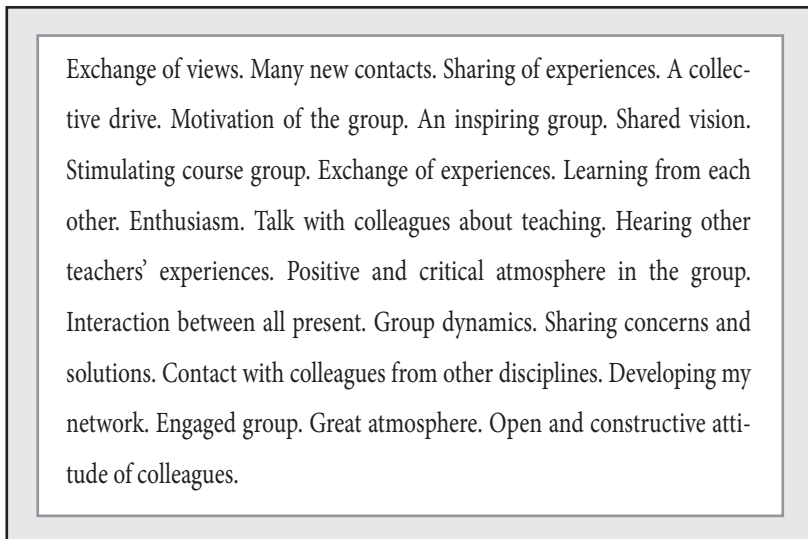 Exchange of views. Many new contacts. Sharing of experiences. A collec-
tive drive. Motivation of the group. An inspiring group. Shared vision.
Stimulating course group. Exchange of experiences. Learning from each
other. Enthusiasm. Talk with colleagues about teaching. Hearing other
teachers’ experiences. Positive and critical atmosphere in the group.
Interaction between all present. Group dynamics. Sharing concerns and
solutions. Contact with colleagues from other disciplines. Developing my
network. Engaged group. Great atmosphere. Open and constructive atti-
tude of colleagues.